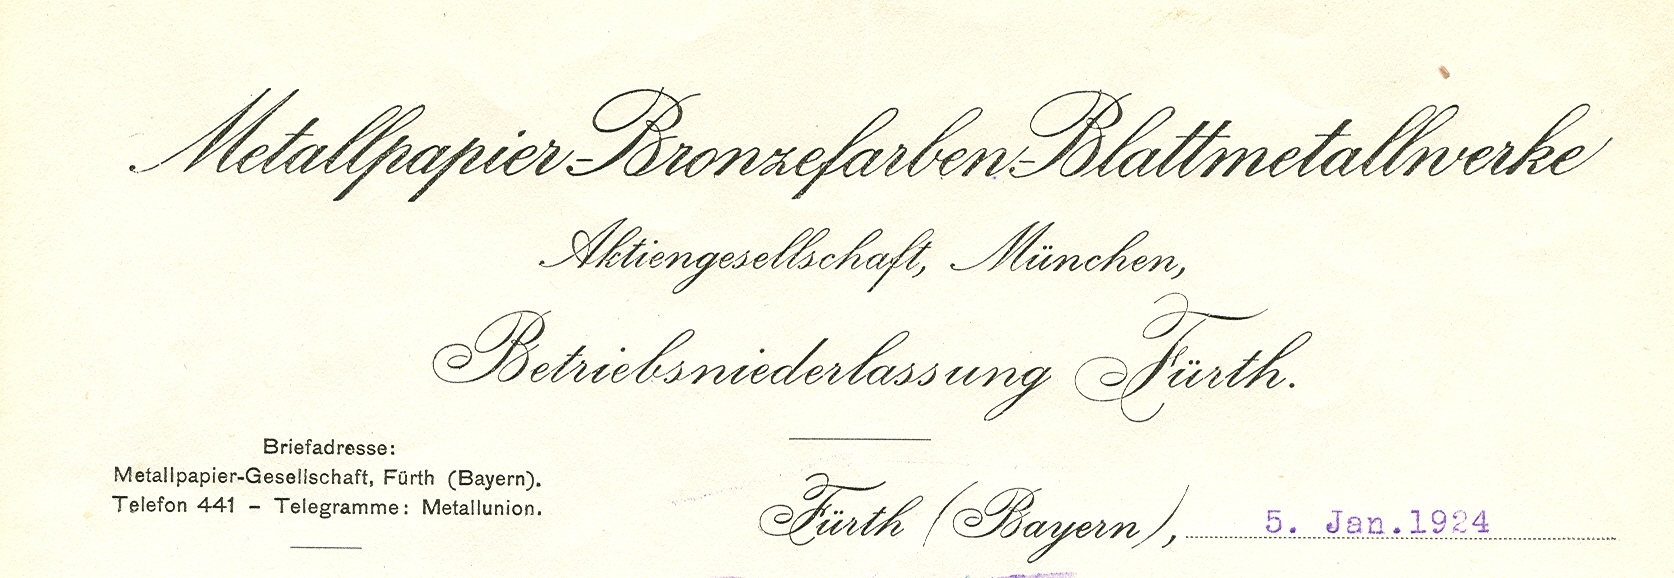 Metallpapier-Bronzefarben-Blattmetallwerke
Aktiengesellschaft, München,
Betriebsniederlassung Fürth.
Briefadresse:
Metallpapier-Gesellschaft, Fürth (Bayern).
Telefon 441 – Telegramme: Metallunion.
Fürth (Bayern), 5. Jan.1924